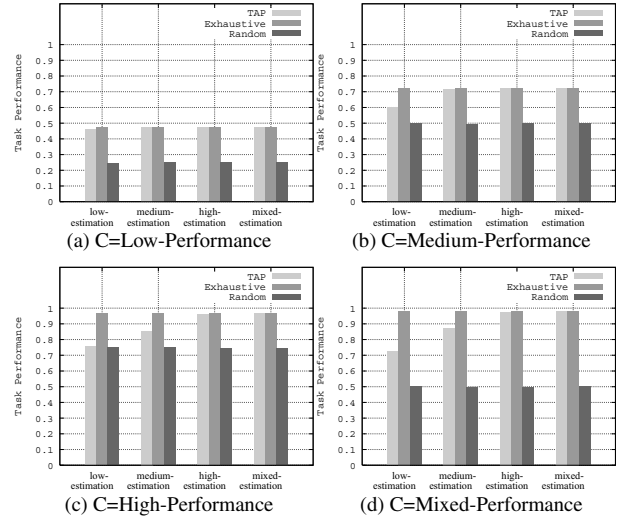 TAP
Exhaustive
Random
Task Performance
1
0.9
0.8
0.7
0.6
0.5
0.4
0.3
0.2
0.1
0
low-
estimation
medium-
estimation
high-
estimation
mixed-
estimation
(a) C=Low-Performance
TAP
Exhaustive
Random
Task Performance
1
0.9
0.8
0.7
0.6
0.5
0.4
0.3
0.2
0.1
0
low-
estimation
medium-
estimation
high-
estimation
mixed-
estimation
(b) C=Medium-Performance
TAP
Exhaustive
Random
Task Performance
1
0.9
0.8
0.7
0.6
0.5
0.4
0.3
0.2
0.1
0
low-
estimation
medium-
estimation
high-
estimation
mixed-
estimation
(c) C=High-Performance
TAP
Exhaustive
Random
Task Performance
1
0.9
0.8
0.7
0.6
0.5
0.4
0.3
0.2
0.1
0
low-
estimation
medium-
estimation
high-
estimation
mixed-
estimation
(d) C=Mixed-Performance